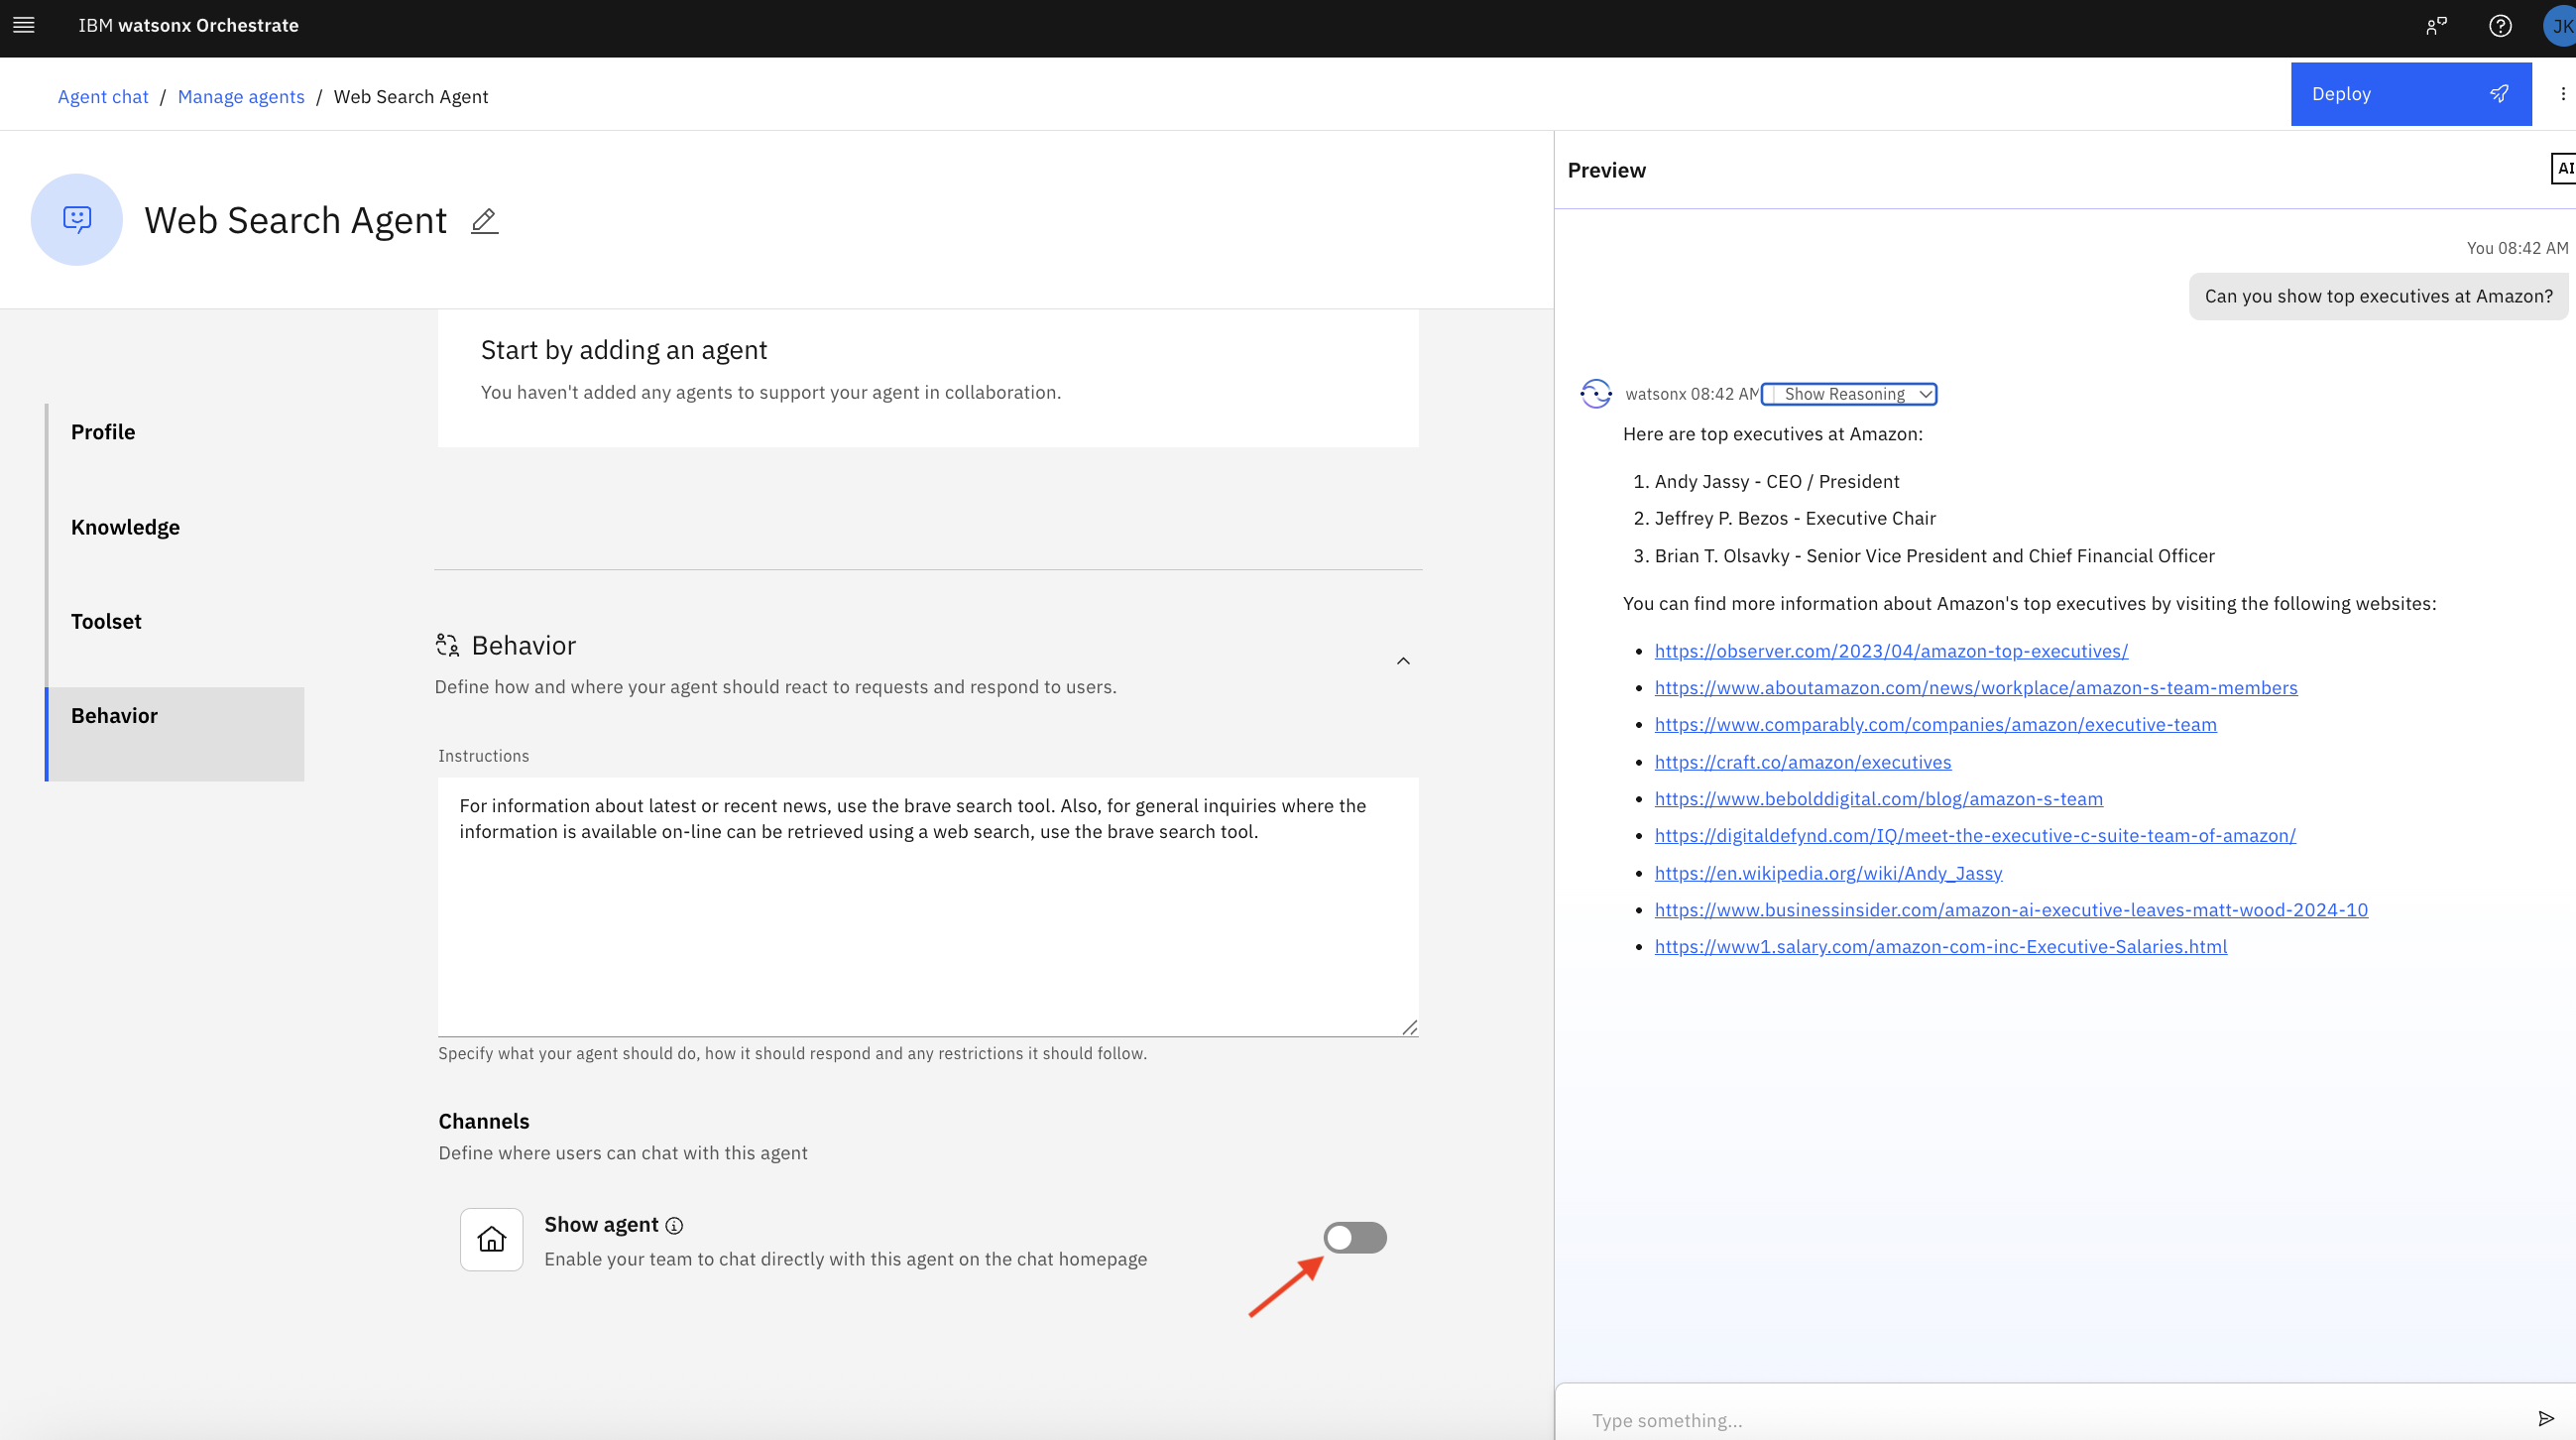 IBM watsonx Orchestrate
JK
Agent chat / Manage agents / Web Search Agent
Deploy
Web Search Agent
Start by adding an agent
You haven't added any agents to support your agent in collaboration.
Profile
Knowledge
Toolset
Behavior
Behavior
Define how and where your agent should react to requests and respond to users.
Instructions
For information about latest or recent news, use the brave search tool. Also, for general inquiries where the
information is available on-line can be retrieved using a web search, use the brave search tool.
Specify what your agent should do, how it should respond and any restrictions it should follow.
Channels
Define where users can chat with this agent
Show agent
Enable your team to chat directly with this agent on the chat homepage
Preview
AI
You 08:42 AM
Can you show top executives at Amazon?
watsonx 08:42 AM Show Reasoning
Here are top executives at Amazon:
1. Andy Jassy - CEO / President
2. Jeffrey P. Bezos - Executive Chair
3. Brian T. Olsavky - Senior Vice President and Chief Financial Officer
You can find more information about Amazon's top executives by visiting the following websites:
• https://observer.com/2023/04/amazon-top-executives/
• https://www.aboutamazon.com/news/workplace/amazon-s-team-members
• https://www.comparably.com/companies/amazon/executive-team
• https://craft.co/amazon/executives
• https://www.bebolddigital.com/blog/amazon-s-team
• https://digitaldefynd.com/IQ/meet-the-executive-c-suite-team-of-amazon/
• https://en.wikipedia.org/wiki/Andy_Jassy
• https://www.businessinsider.com/amazon-ai-executive-leaves-matt-wood-2024-10
• https://www1.salary.com/amazon-com-inc-Executive-Salaries.html
Type something...